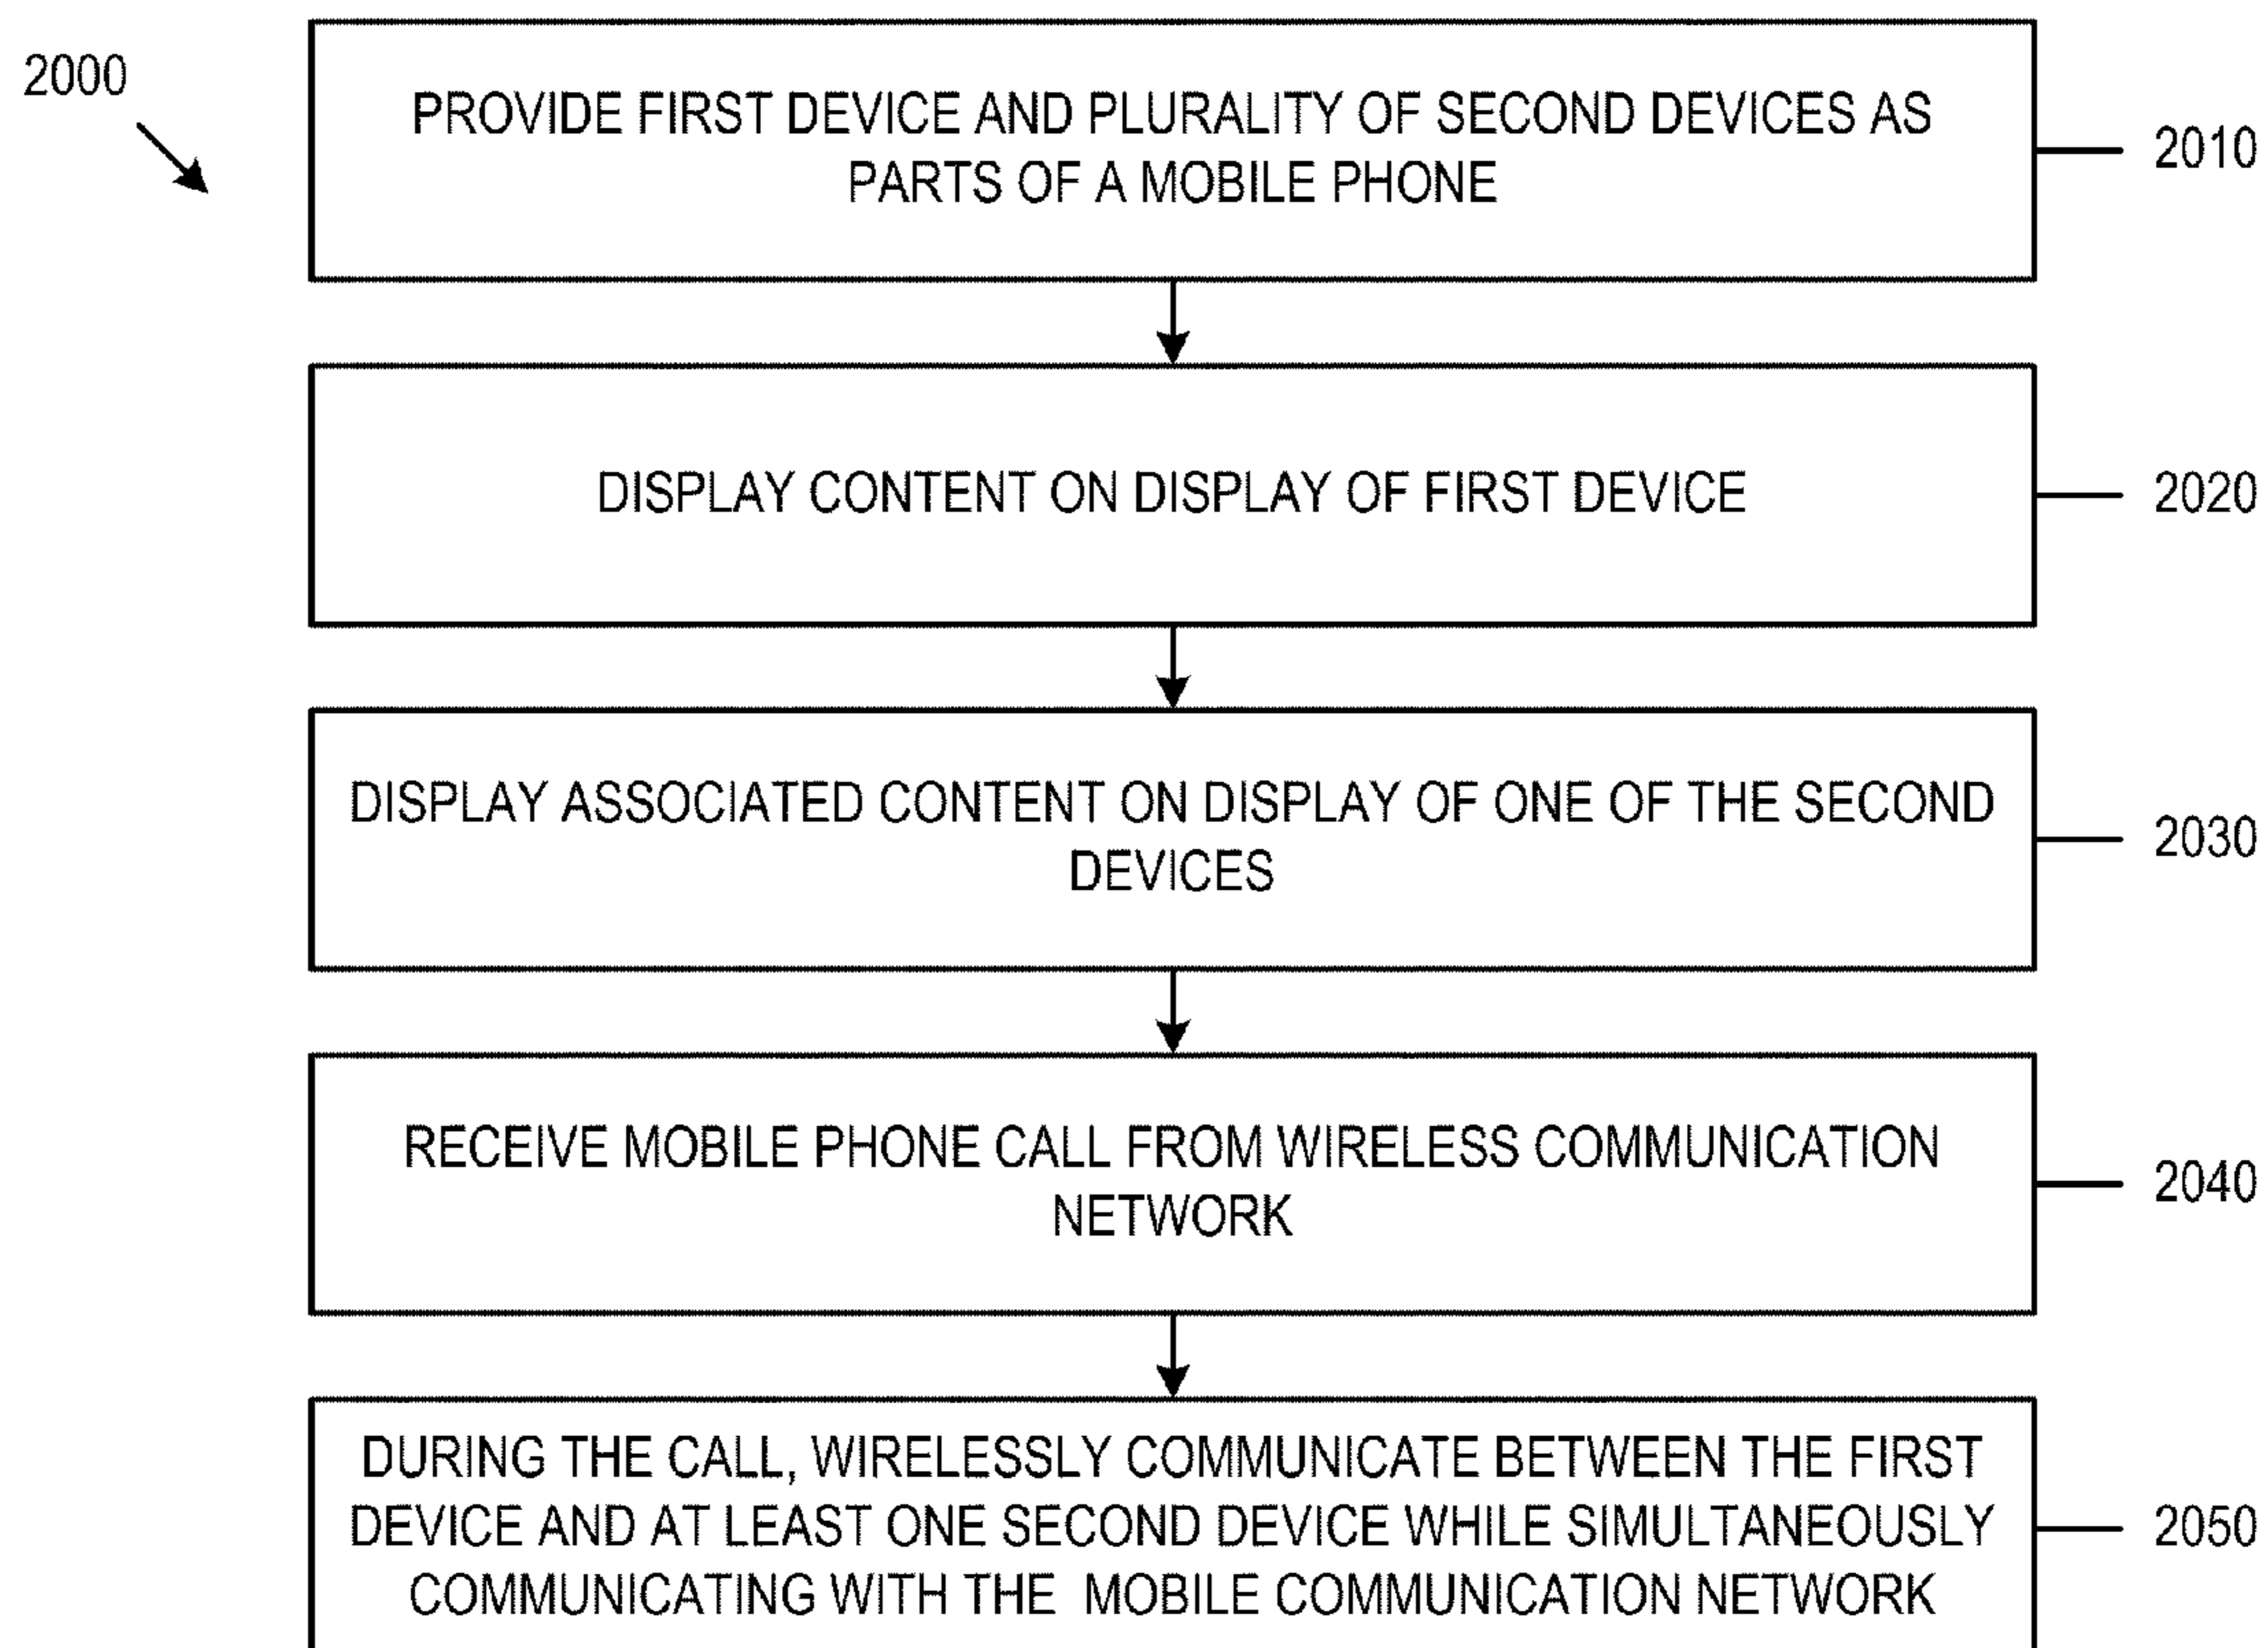 2000
PROVIDE FIRST DEVICE AND PLURALITY OF SECOND DEVICES AS
PARTS OF A MOBILE PHONE
2010
DISPLAY CONTENT ON DISPLAY OF FIRST DEVICE
2020
DISPLAY ASSOCIATED CONTENT ON DISPLAY OF ONE OF THE SECOND
DEVICES
2030
RECEIVE MOBILE PHONE CALL FROM WIRELESS COMMUNICATION
NETWORK
2040
DURING THE CALL, WIRELESSLY COMMUNICATE BETWEEN THE FIRST
DEVICE AND AT LEAST ONE SECOND DEVICE WHILE SIMULTANEOUSLY
COMMUNICATING WITH THE MOBILE COMMUNICATION NETWORK
2050